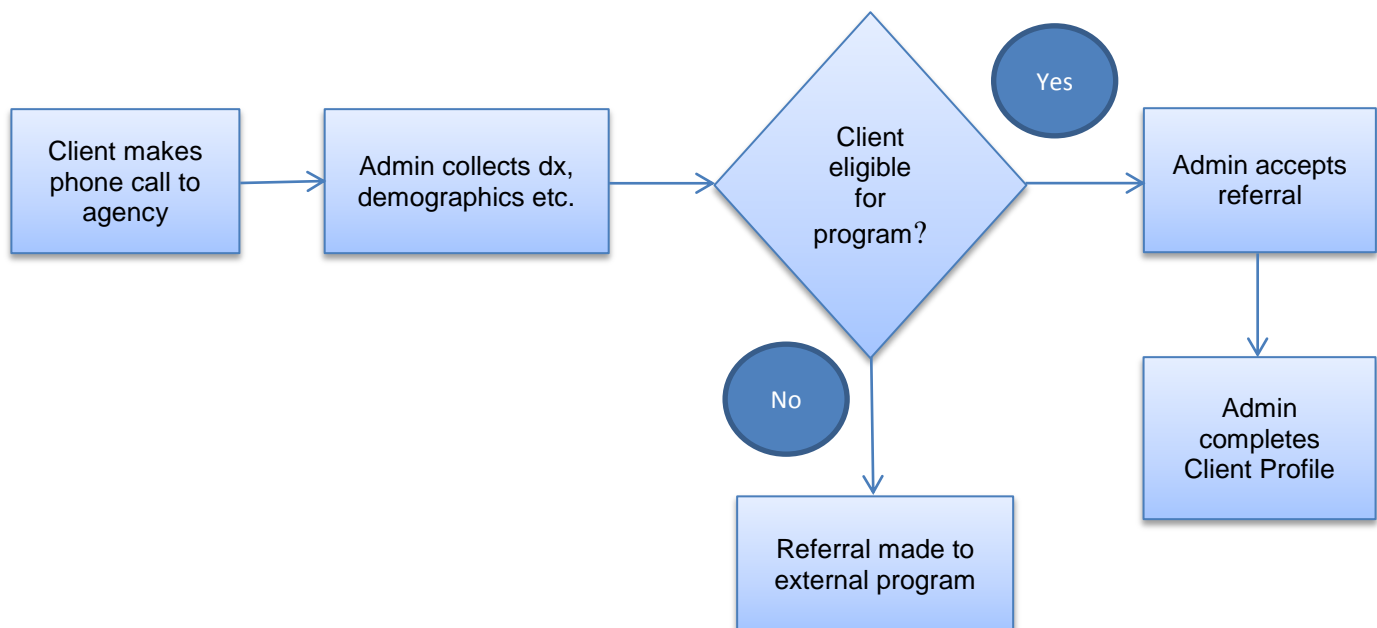 Client makes
phone call to
agency
Admin collects dx,
demographics etc.
Client
eligible
for
program?
Yes
Admin accepts
referral
No
Admin
completes
Client Profile
Referral made to
external program